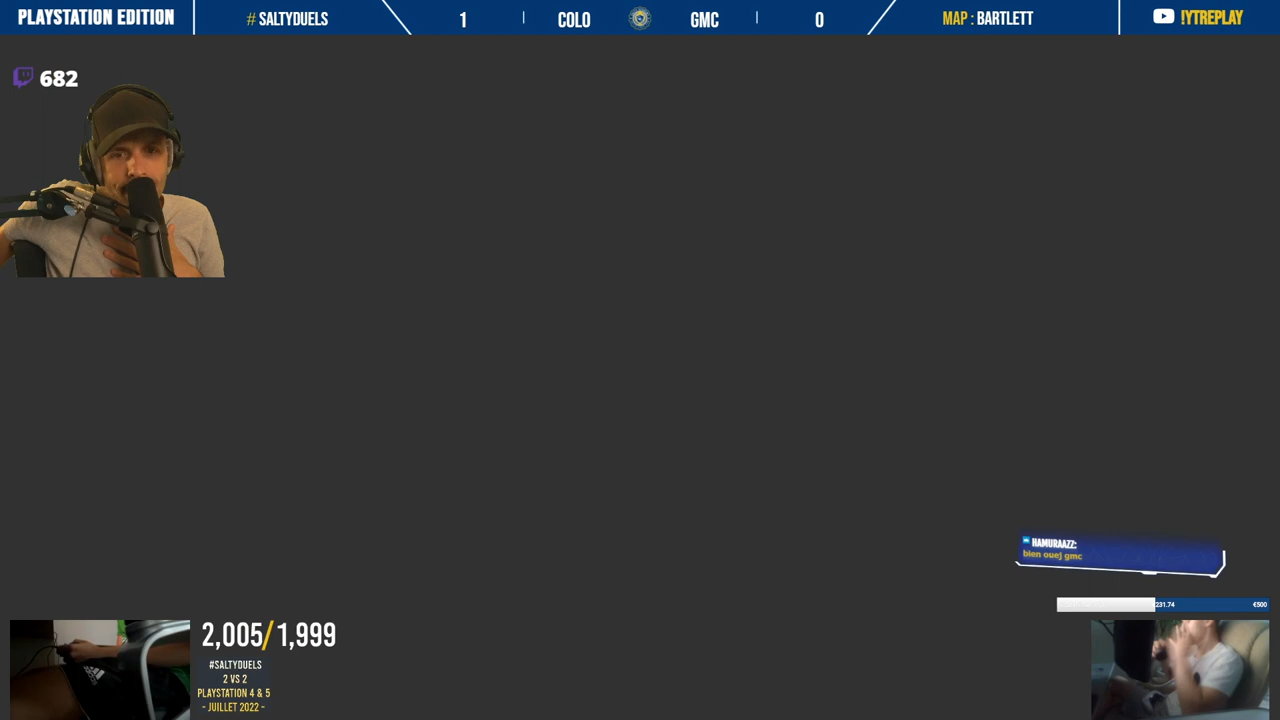 PLAYSTATION EDITION
# SALTYDUELS
1 | COLO GMC | 0
MAP : BARTLETT
!YTREPLAY
682
HAMURAAZZ:
bien ouej gmc
231.74 €500
2,005/1,999
#SALTYDUELS
2 VS 2
PLAYSTATION 4 & 5
- JUILLET 2022 -